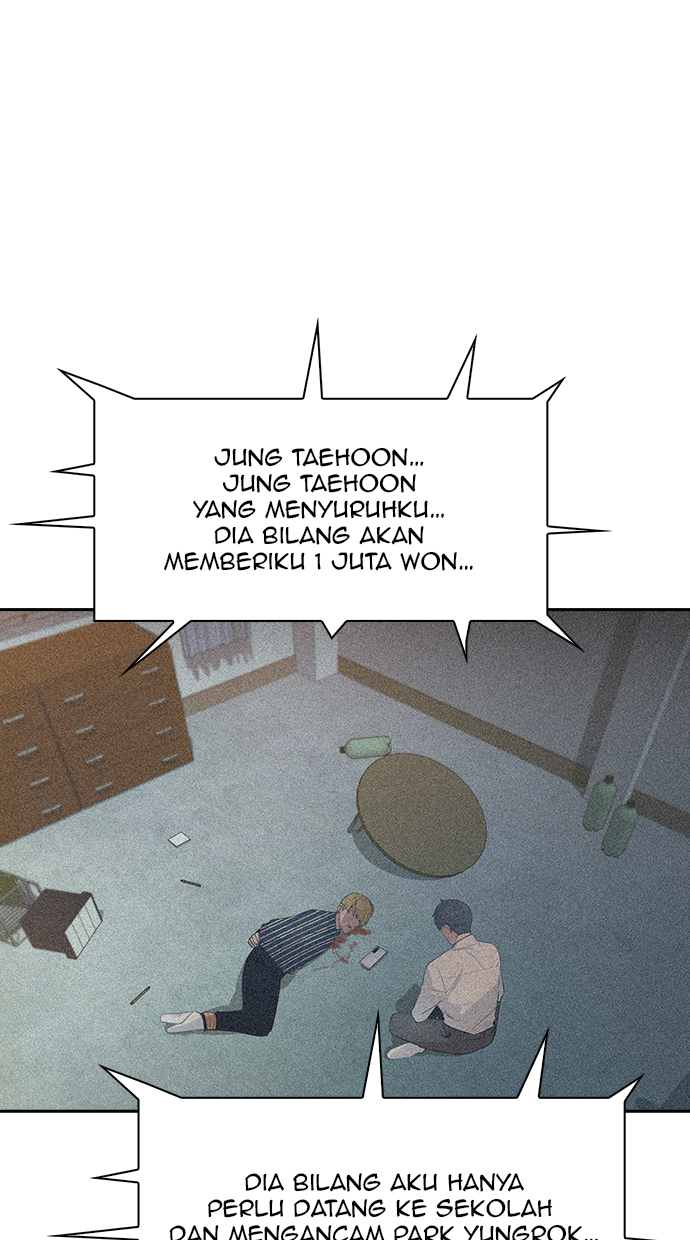 JUNG TAEHOON...
JUNG TAEHOON
YANG MENYURUHKU...
DIA BILANG AKAN
MEMBERIKU 1 JUTA WON...
DIA BILANG AKU HANYA
PERLU DATANG KE SEKOLAH
DAN MENGANCAM PARK YUNGROK...